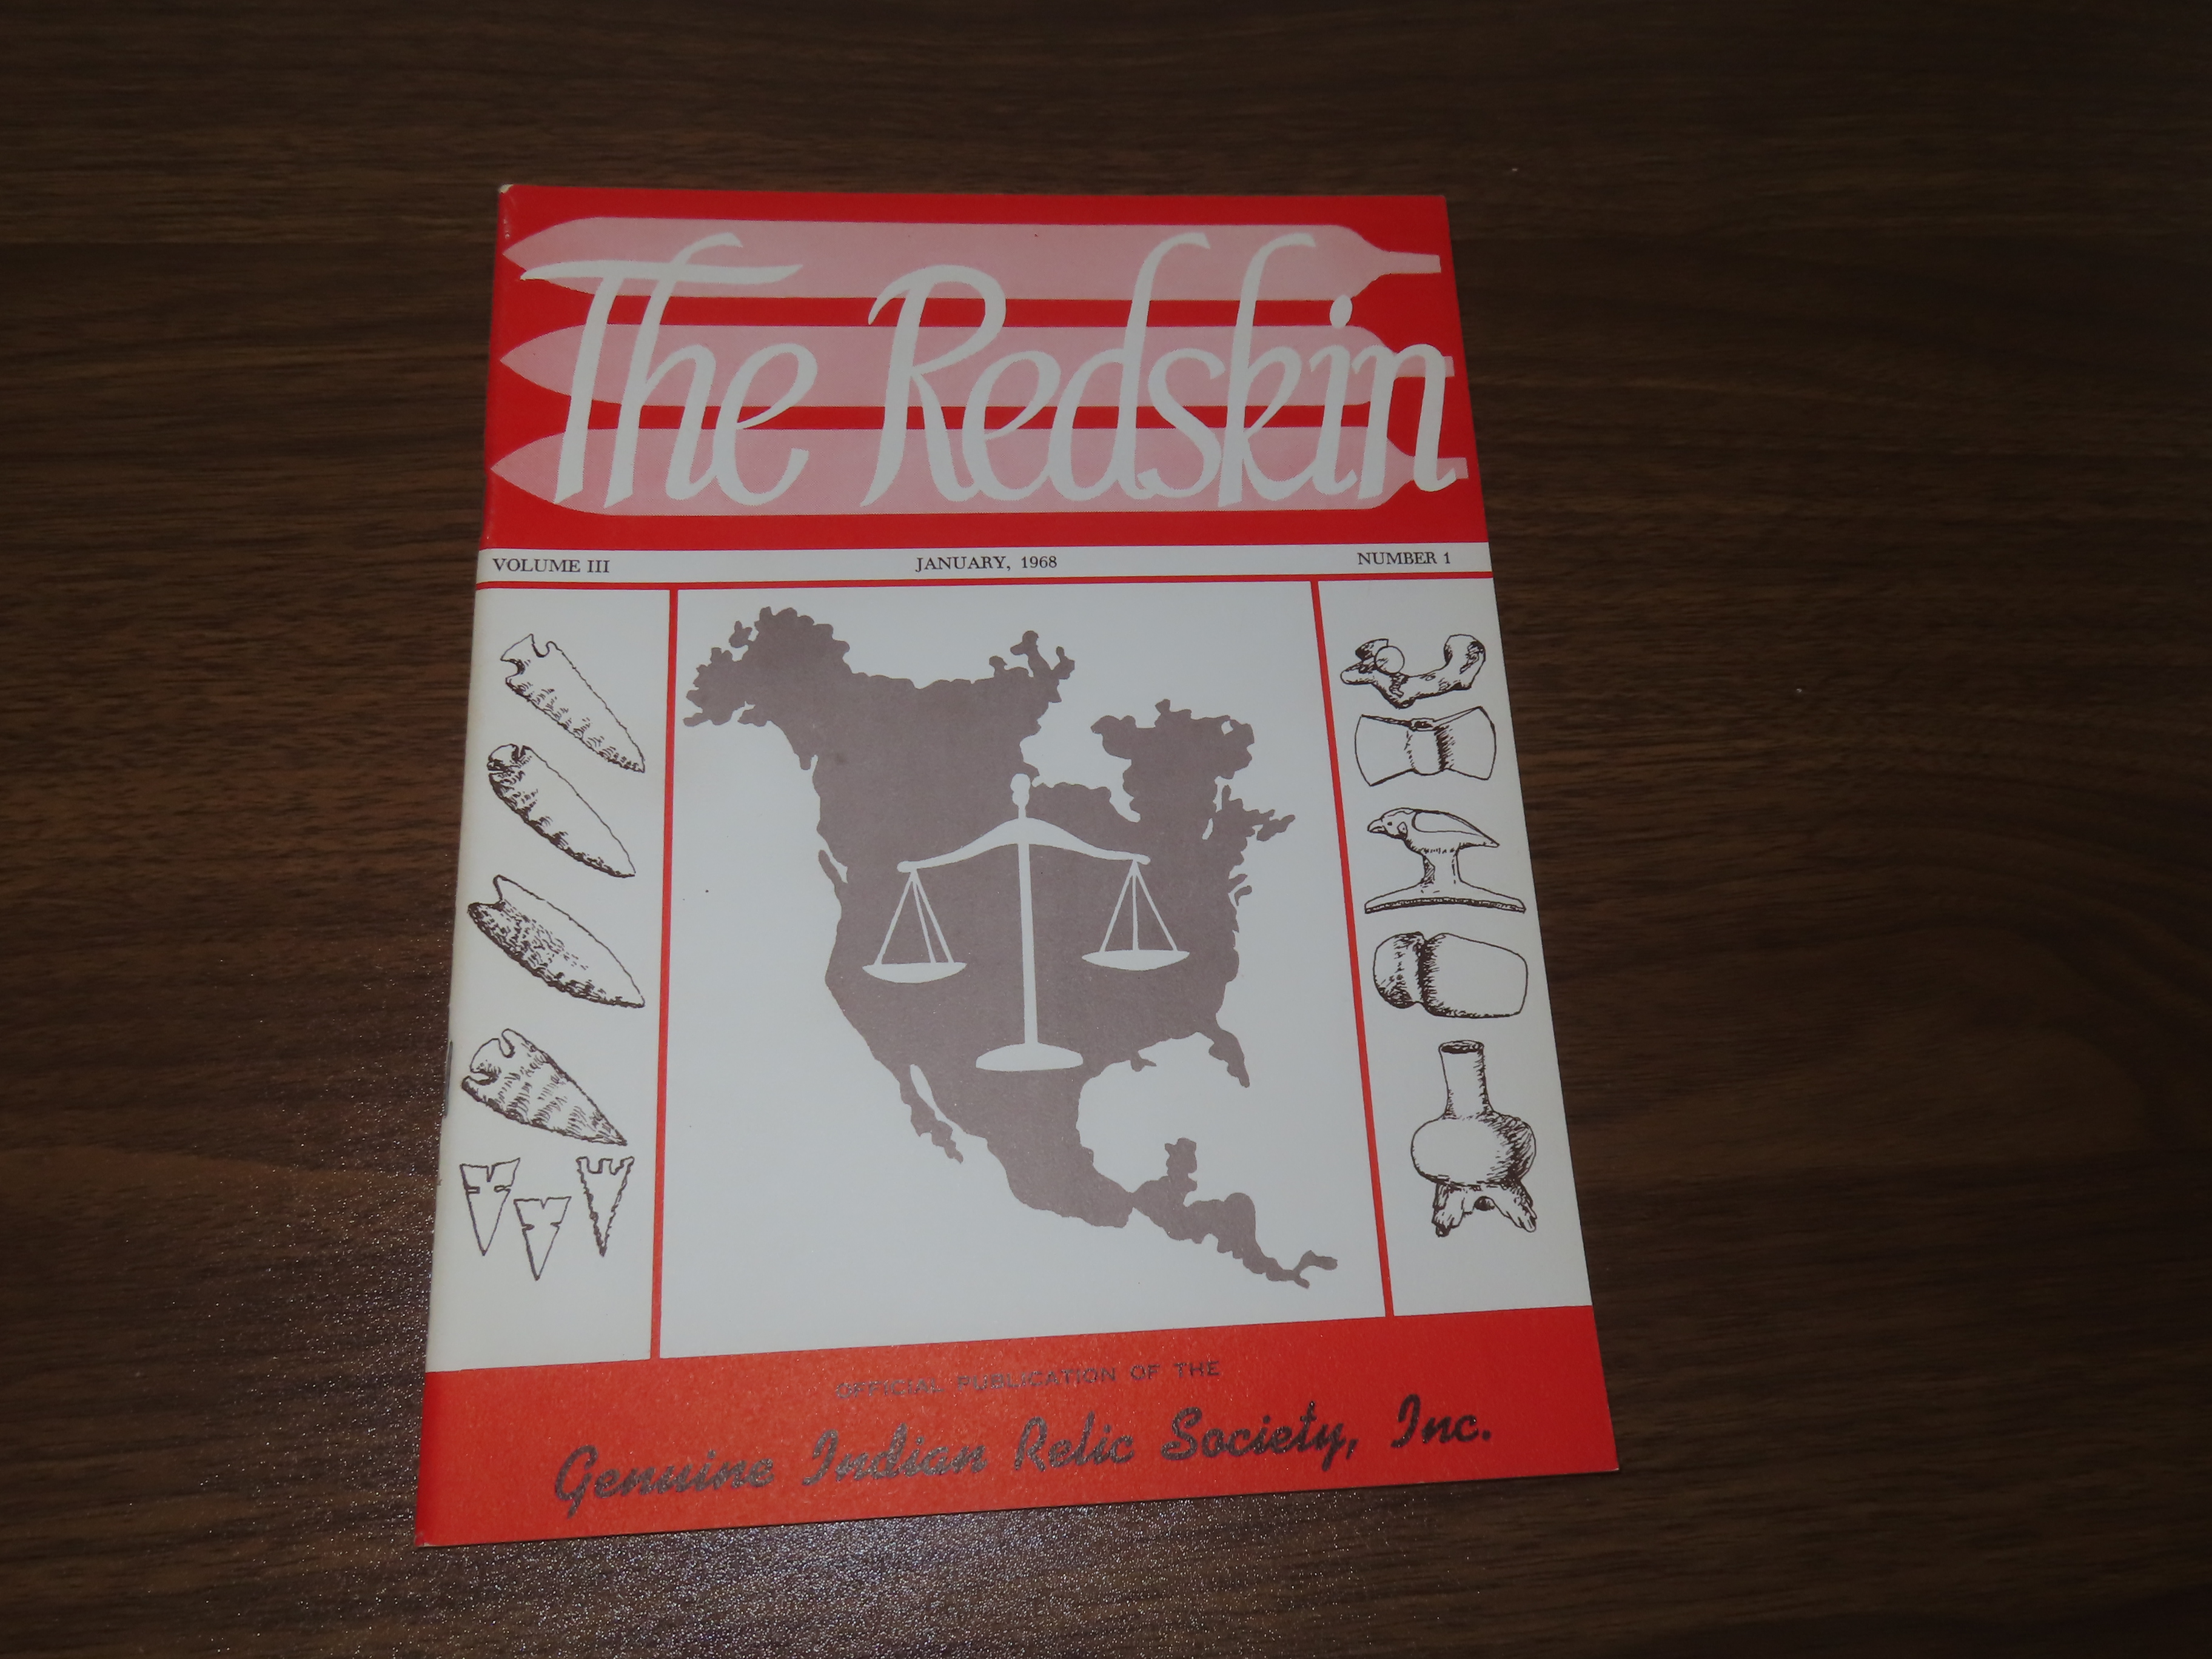 The Redskin
VOLUME III JANUARY, 1968 NUMBER 1
OFFICIAL PUBLICATION OF THE
Genuine Indian Relic Society, Inc.